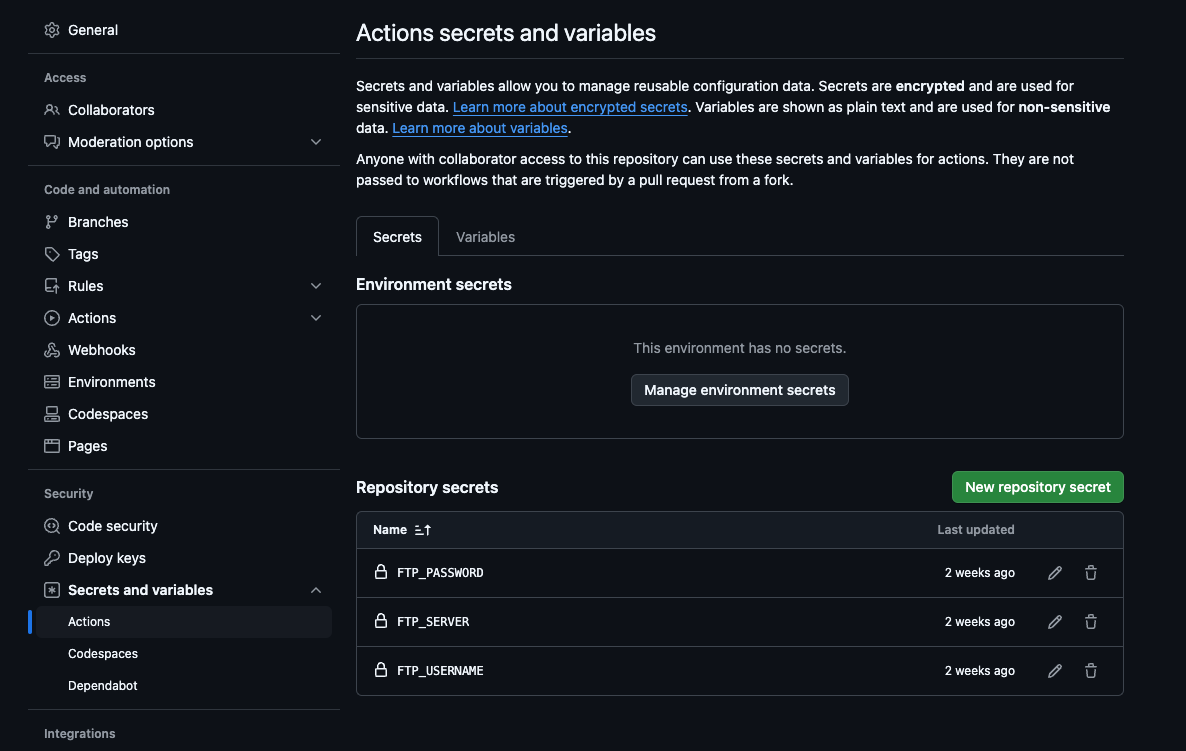 General
Access
Collaborators
Moderation options
Code and automation
Branches
Tags
Rules
Actions
Webhooks
Environments
Codespaces
Pages
Security
Code security
Deploy keys
Secrets and variables
Actions
Codespaces
Dependabot
Integrations
Actions secrets and variables
Secrets and variables allow you to manage reusable configuration data. Secrets are encrypted and are used for
sensitive data. Learn more about encrypted secrets. Variables are shown as plain text and are used for non-sensitive
data. Learn more about variables.
Anyone with collaborator access to this repository can use these secrets and variables for actions. They are not
passed to workflows that are triggered by a pull request from a fork.
Secrets Variables
Environment secrets
This environment has no secrets.
Manage environment secrets
Repository secrets New repository secret
Name Last updated
FTP_PASSWORD 2 weeks ago
FTP_SERVER 2 weeks ago
FTP_USERNAME 2 weeks ago